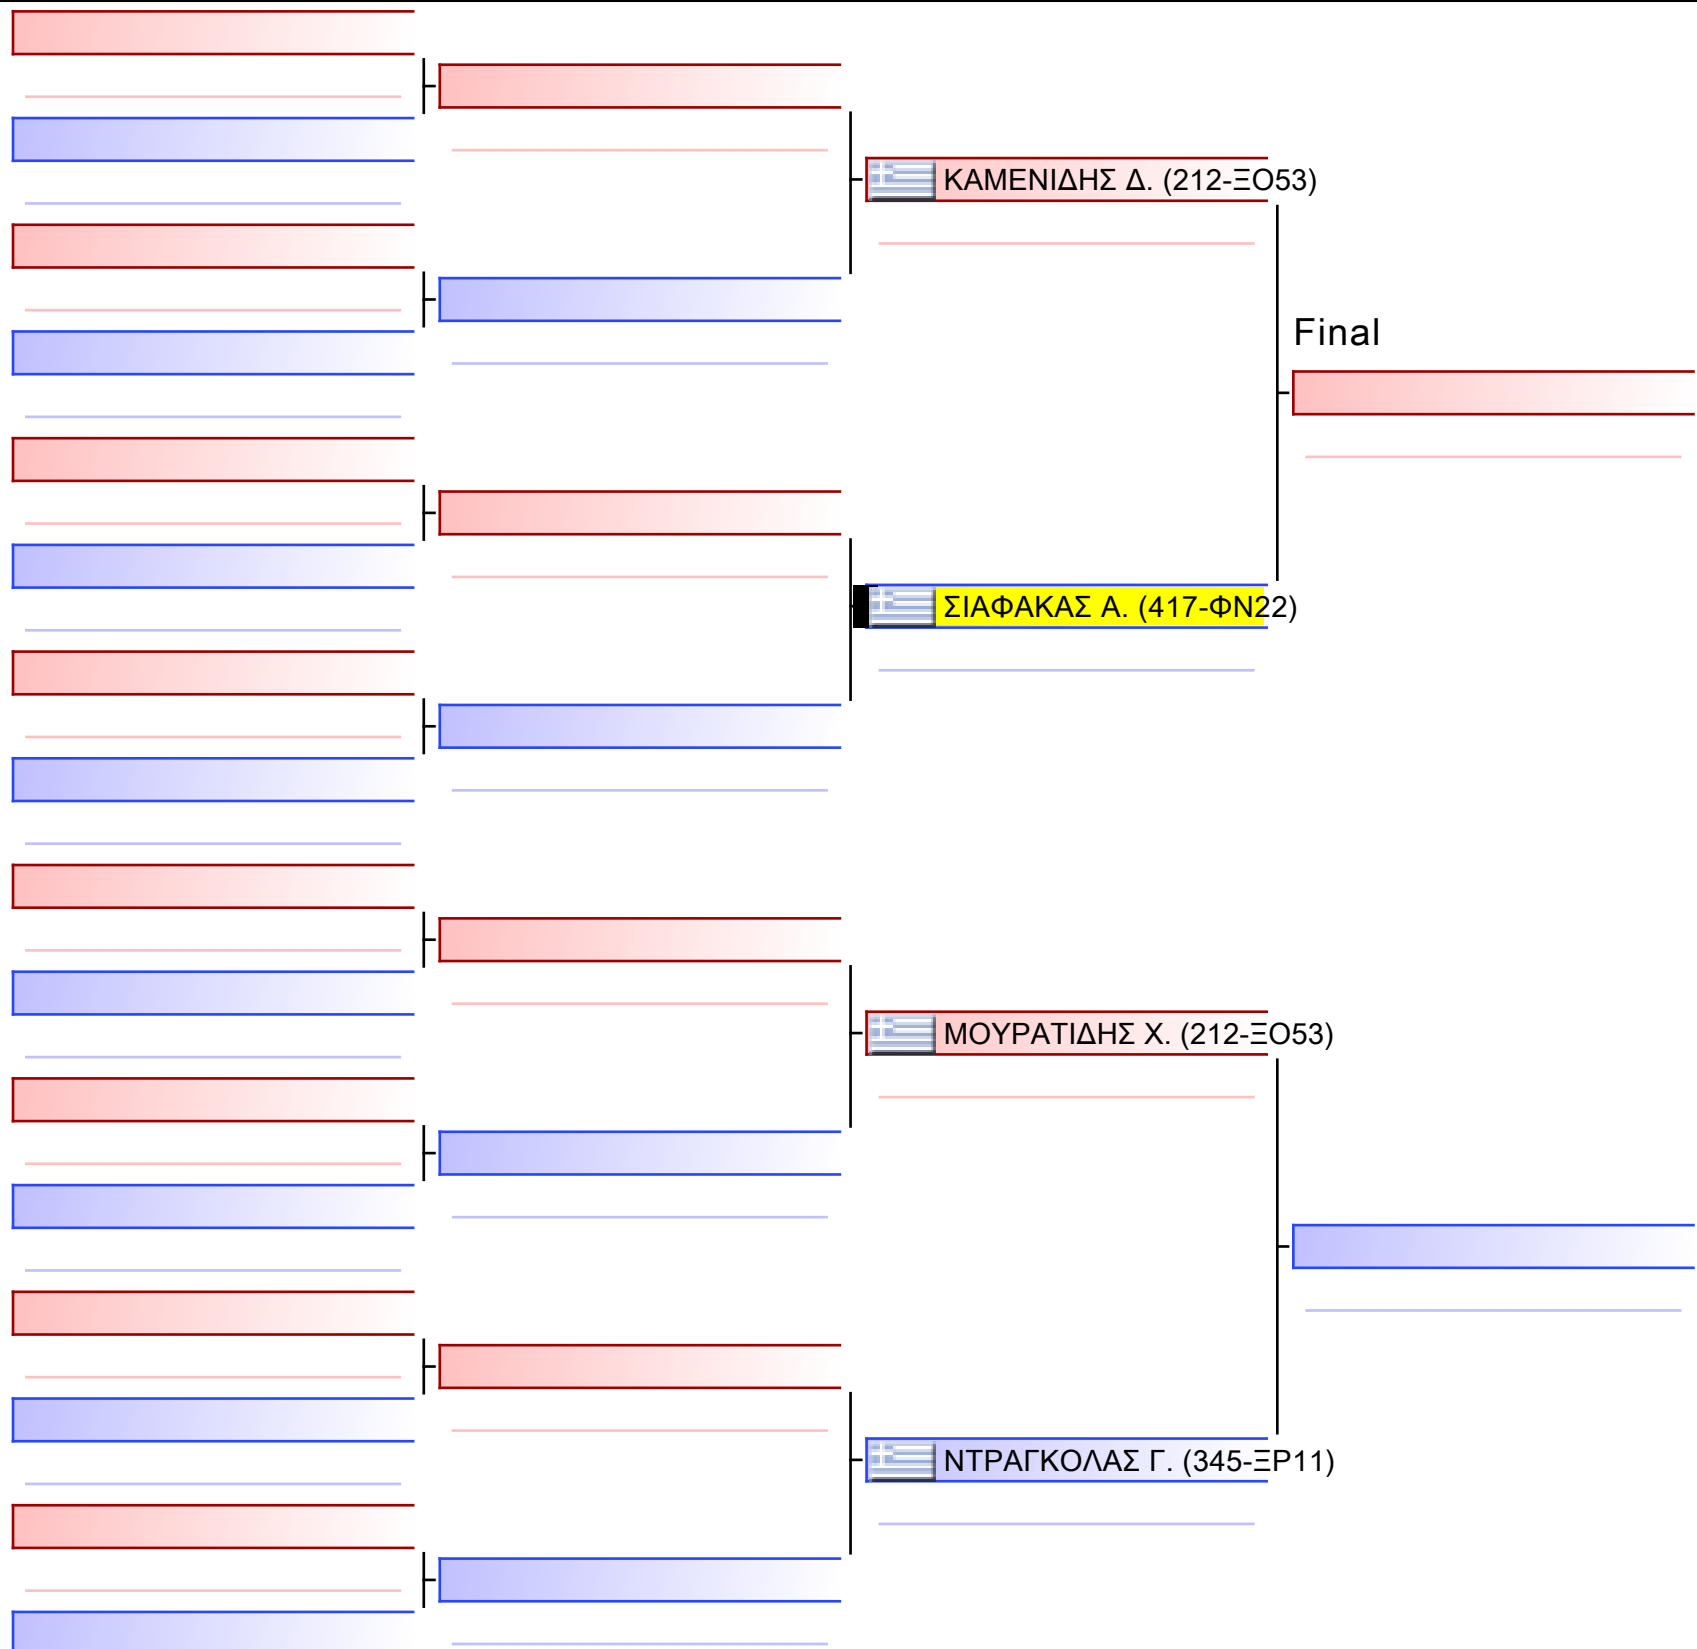 ΚΑΜΕΝΙΔΗΣ Δ. (212-ΞΟ53)
Final
ΣΙΑΦΑΚΑΣ Α. (417-ΦΝ22)
ΜΟΥΡΑΤΙΔΗΣ Χ. (212-ΞΟ53)
ΝΤΡΑΓΚΟΛΑΣ Γ. (345-ΞΡ11)